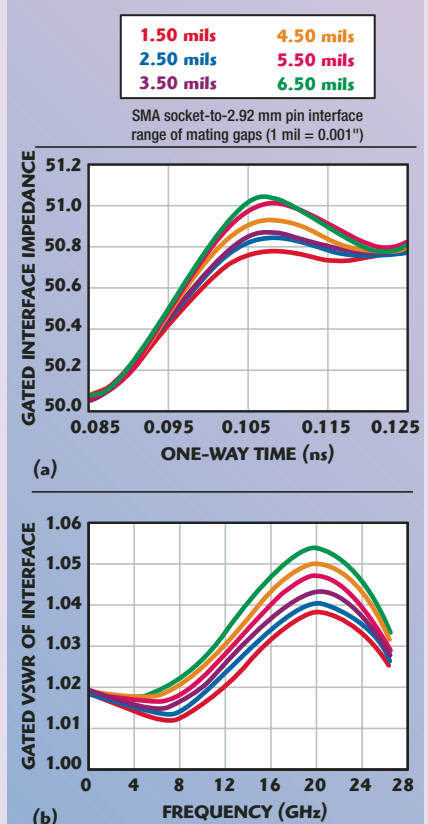 1.50 mils 4.50 mils
2.50 mils 5.50 mils
3.50 mils 6.50 mils
SMA socket-to-2.92 mm pin interface
range of mating gaps (1 mil = 0.001")
GATED INTERFACE IMPEDANCE
51.2
51.0
50.8
50.6
50.4
50.2
50.0
0.085 0.095 0.105 0.115 0.125
ONE-WAY TIME (ns)
(a)
GATED VSWR OF INTERFACE
1.06
1.05
1.04
1.03
1.02
1.01
1.00
0 4 8 12 16 20 24 28
FREQUENCY (GHz)
(b)